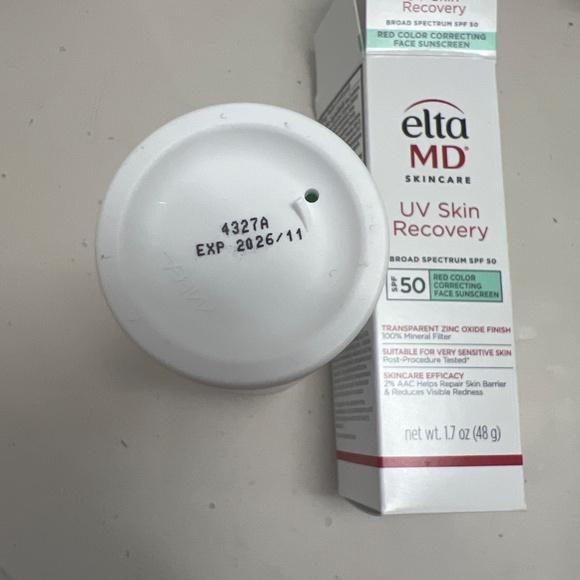 Recovery
BROAD SPECTRUM SPF 50
RED COLOR CORRECTING
FACE SUNSCREEN
elta
MD®
SKINCARE
UV Skin
Recovery
BROAD SPECTRUM SPF 50
SPF 50
RED COLOR
CORRECTING
FACE SUNSCREEN
TRANSPARENT ZINC OXIDE FINISH
100% Mineral Filter
SUITABLE FOR VERY SENSITIVE SKIN
Post-Procedure Tested*
SKINCARE EFFICACY
2% AAC Helps Repair Skin Barrier
& Reduces Visible Redness
net wt. 1.7 oz (48 g)
4327A
EXP 2026/11